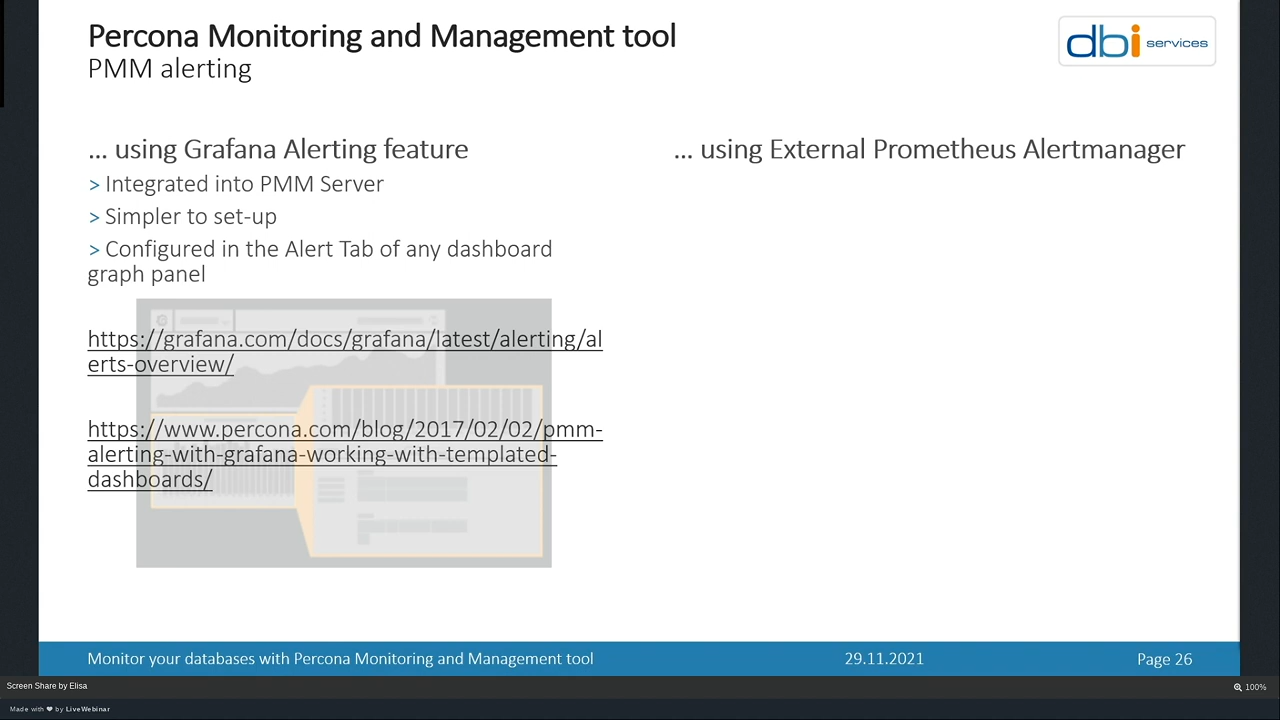 Percona Monitoring and Management tool
PMM alerting
dbi services
... using Grafana Alerting feature
> Integrated into PMM Server
> Simpler to set-up
> Configured in the Alert Tab of any dashboard
graph panel
https://grafana.com/docs/grafana/latest/alerting/al
erts-overview/
https://www.percona.com/blog/2017/02/02/pmm-
alerting-with-grafana-working-with-templated-
dashboards/
... using External Prometheus Alertmanager
Monitor your databases with Percona Monitoring and Management tool
29.11.2021
Page 26
Screen Share by Elisa
100%
Made with ❤ by LiveWebinar